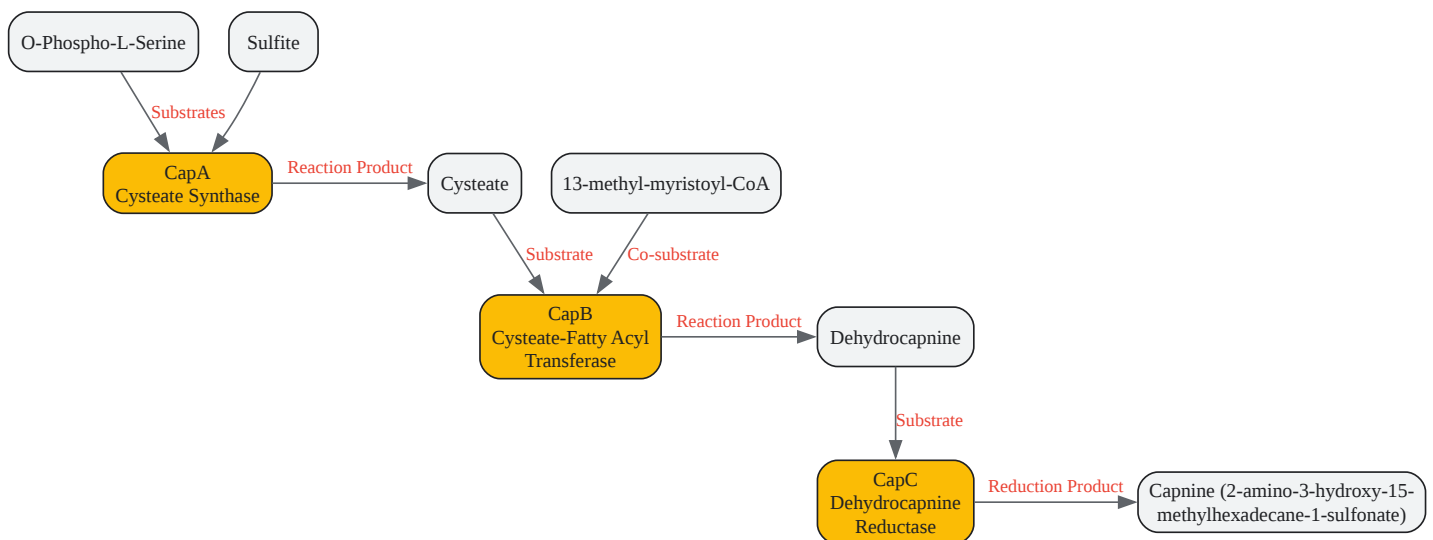 O-Phospho-L-Serine
Sulfite
Substrates
CapA
Cysteate Synthase
Reaction Product
Cysteate
13-methyl-myristoyl-CoA
Substrate
Co-substrate
CapB
Cysteate-Fatty Acyl
Transferase
Reaction Product
Dehydrocapnine
Substrate
CapC
Dehydrocapnine
Reductase
Reduction Product
Capnine (2-amino-3-hydroxy-15-
methylhexadecane-1-sulfonate)